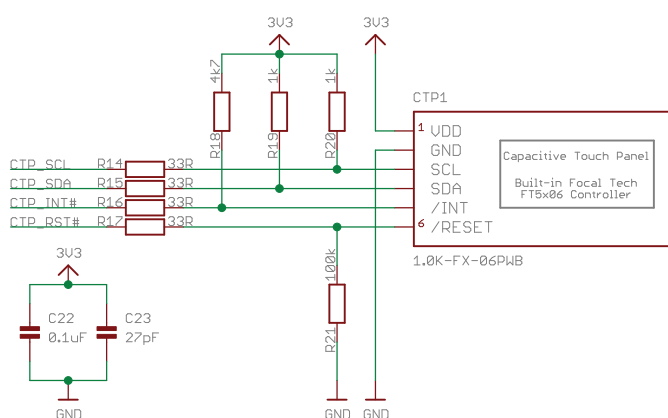 3V3 3V3
4k7 1k 1k
CTP1
R18 R19 R20
1 VDD
GND
CTP_SCL R14 33R SCL
CTP_SDA R15 33R SDA
CTP_INT# R16 33R /INT
CTP_RST# R17 33R 6 /RESET
Capacitive Touch Panel
Built-in Focal Tech
FT5x06 Controller
1.0K-FX-06PWB
3V3
100k
R21
C22 C23
0.1uF 27pF
GND GND GND